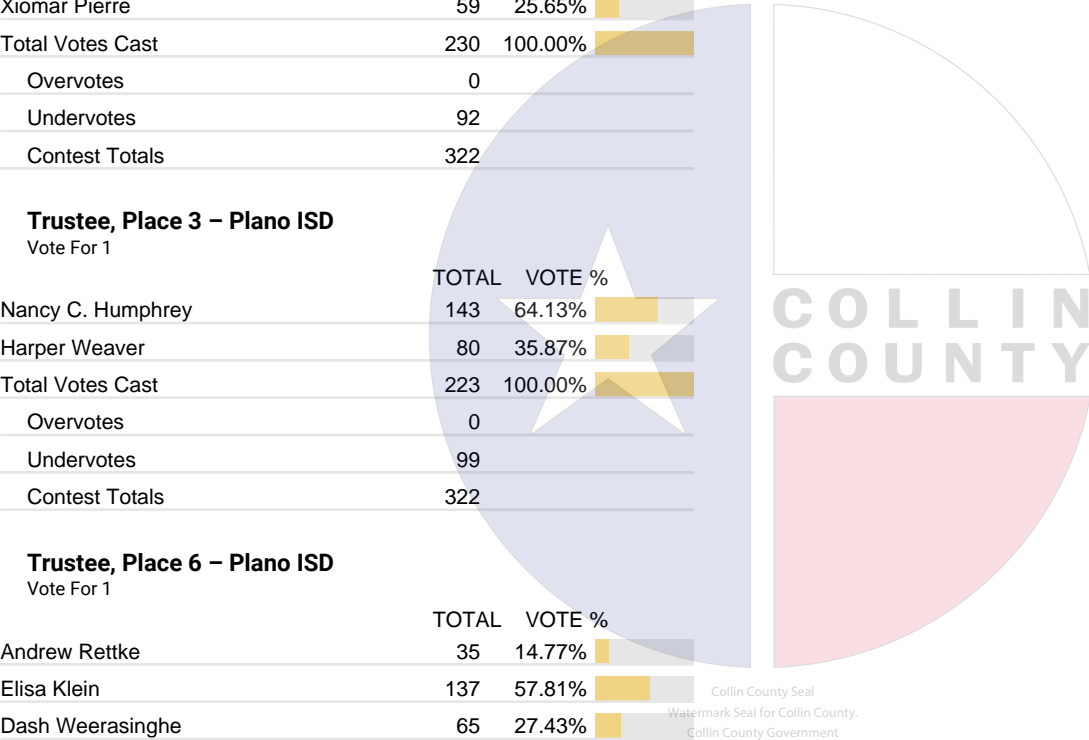 Xiomar Pierre 59 25.65%
Total Votes Cast 230 100.00%
Overvotes 0
Undervotes 92
Contest Totals 322
Trustee, Place 3 – Plano ISD
Vote For 1
TOTAL VOTE %
Nancy C. Humphrey 143 64.13%
Harper Weaver 80 35.87%
Total Votes Cast 223 100.00%
Overvotes 0
Undervotes 99
Contest Totals 322
Trustee, Place 6 – Plano ISD
Vote For 1
TOTAL VOTE %
Andrew Rettke 35 14.77%
Elisa Klein 137 57.81%
Dash Weerasinghe 65 27.43%
COLLIN
COUNTY
Collin County Seal
Watermark Seal for Collin County.
Collin County Government